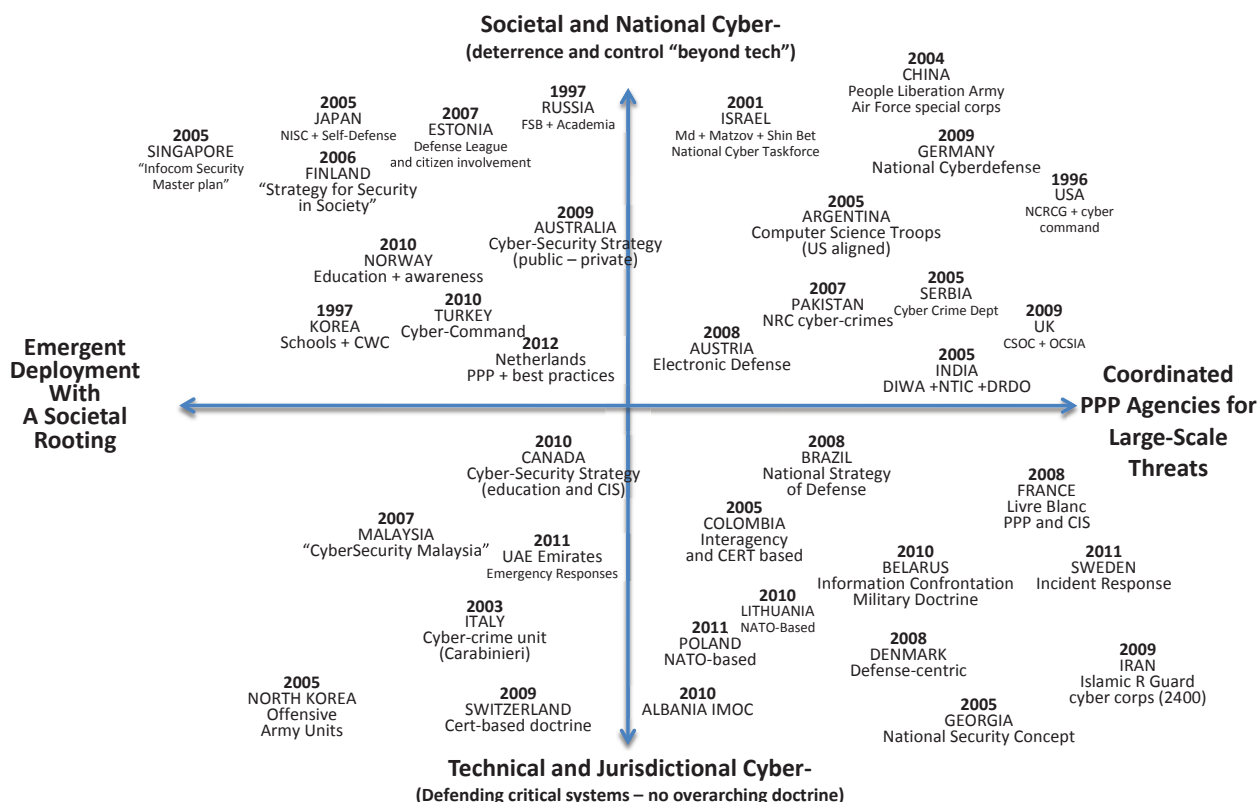 Societal and National Cyber-
(deterrence and control “beyond tech”)
2004
CHINA
People Liberation Army
Air Force special corps
1997
RUSSIA
FSB + Academia
2001
ISRAEL
Md + Matzov + Shin Bet
National Cyber Taskforce
2005
JAPAN
NISC + Self-Defense
2007
ESTONIA
Defense League
and citizen involvement
2005
SINGAPORE
“Infocom Security
Master plan”
2006
FINLAND
“Strategy for Security
in Society”
2009
GERMANY
National Cyberdefense
1996
USA
NCRCG + cyber
command
2009
AUSTRALIA
Cyber-Security Strategy
(public – private)
2005
ARGENTINA
Computer Science Troops
(US aligned)
2010
NORWAY
Education + awareness
2007
PAKISTAN
NRC cyber-crimes
2005
SERBIA
Cyber Crime Dept
1997
KOREA
Schools + CWC
2010
TURKEY
Cyber-Command
2009
UK
CSOC + OCSIA
2012
Netherlands
PPP + best practices
2008
AUSTRIA
Electronic Defense
2005
INDIA
DIWA +NTIC +DRDO
Emergent
Deployment
With
A Societal
Rooting
Coordinated
PPP Agencies for
Large-Scale
Threats
2010
CANADA
Cyber-Security Strategy
(education and CIS)
2008
BRAZIL
National Strategy
of Defense
2008
FRANCE
Livre Blanc
PPP and CIS
2007
MALAYSIA
“CyberSecurity Malaysia”
2011
UAE Emirates
Emergency Responses
2005
COLOMBIA
Interagency
and CERT based
2010
BELARUS
Information Confrontation
Military Doctrine
2011
SWEDEN
Incident Response
2003
ITALY
Cyber-crime unit
(Carabinieri)
2010
LITHUANIA
NATO-Based
2011
POLAND
NATO-based
2008
DENMARK
Defense-centric
2009
IRAN
Islamic R Guard
cyber corps (2400)
2005
NORTH KOREA
Offensive
Army Units
2009
SWITZERLAND
Cert-based doctrine
2010
ALBANIA IMOC
2005
GEORGIA
National Security Concept
Technical and Jurisdictional Cyber-
(Defending critical systems – no overarching doctrine)